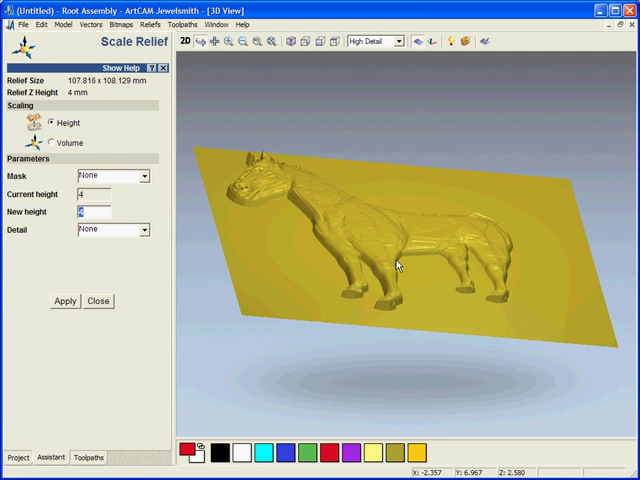 (Untitled) - Root Assembly - ArtCAM Jewelsmith - [3D View]
File Edit Model Vectors Bitmaps Reliefs Toolpaths Window Help
Scale Relief
2D
High Detail
Show Help ? X
Relief Size 107.816 x 108.129 mm
Relief Z Height 4 mm
Scaling
Height
Volume
Parameters
Mask None
Current height 4
New height 4
Detail None
Apply Close
Project Assistant Toolpaths
X: -2.357 Y: 6.967 Z: 2.580